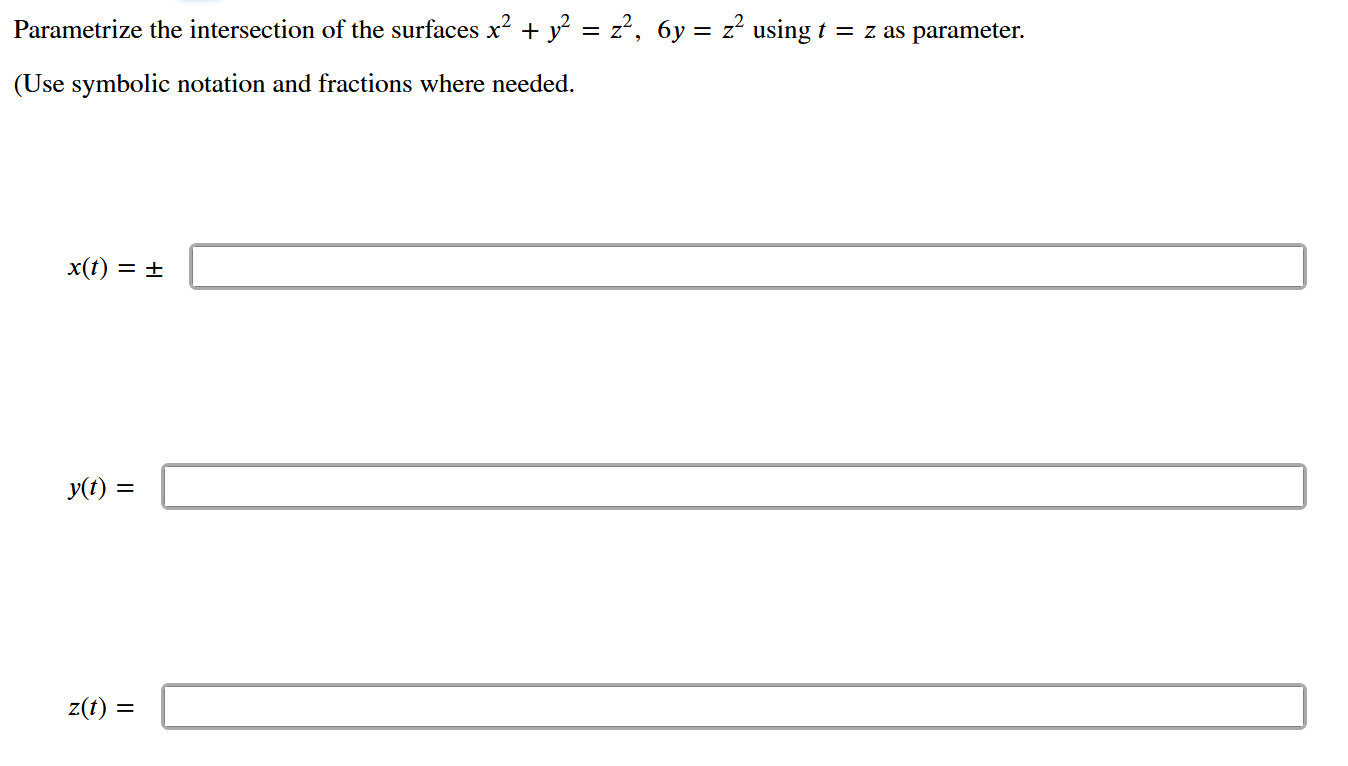 Parametrize the intersection of the surfaces x² + y² = z², 6y = z² using t = z as parameter.
(Use symbolic notation and fractions where needed.
x(t) = ±
y(t) =
z(t) =